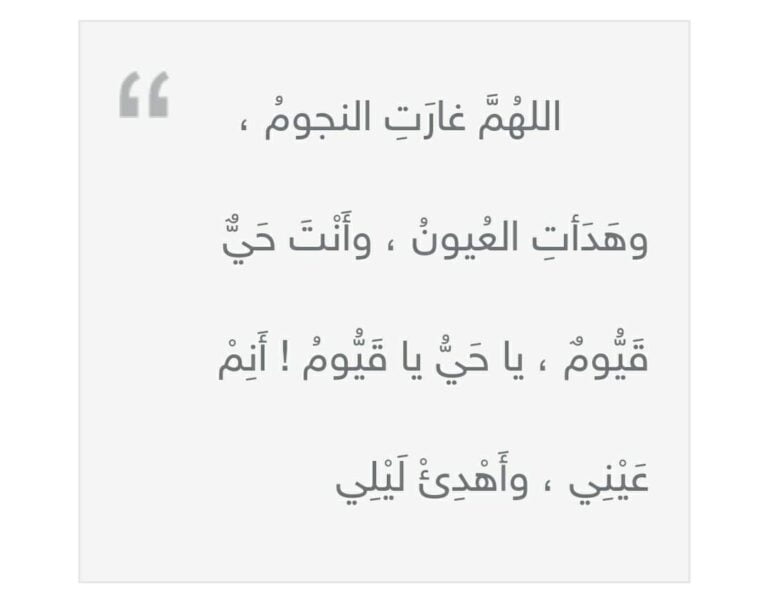 اللهُمَّ غارَتِ النجومُ ،
وهَدَأتِ العُيونُ ، وأَنْتَ حَيٌّ
قَيُّومٌ ، يا حَيُّ يا قَيُّومُ ! أَنِمْ
عَيْنِي ، وأَهْدِئْ لَيْلِي